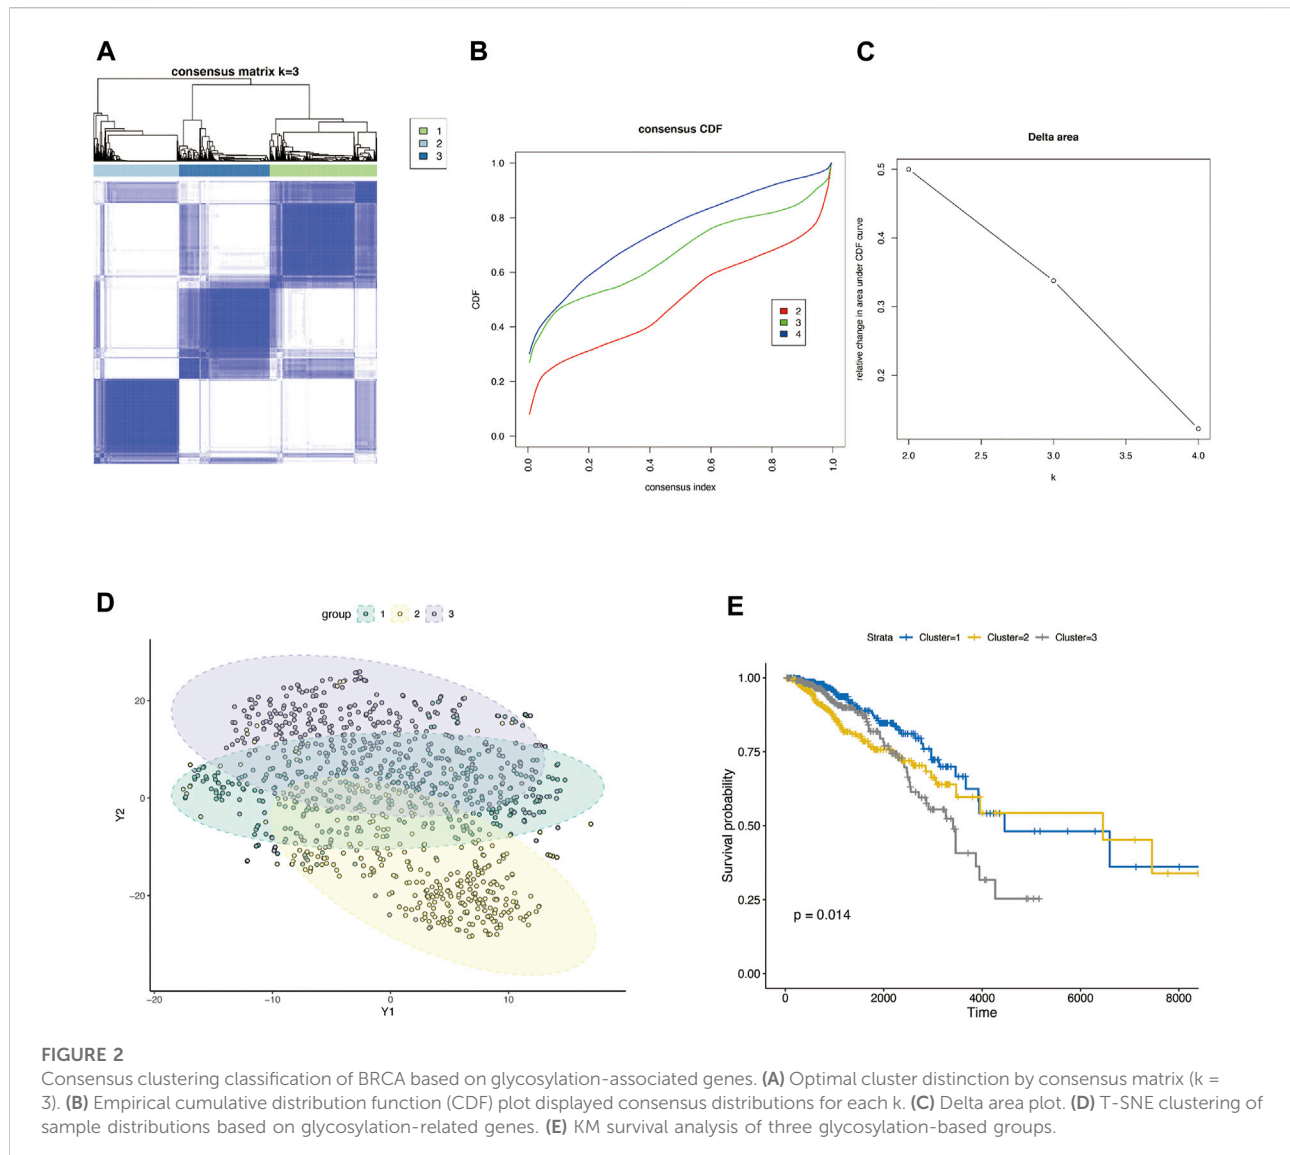 A
consensus matrix k=3
1
2
3
B
consensus CDF
CDF
1.0
0.8
0.6
0.4
0.2
0.0
2
3
4
0.0 0.2 0.4 0.6 0.8 1.0
consensus index
C
Delta area
relative change in area under CDF curve
0.5
0.4
0.3
0.2
2.0 2.5 3.0 3.5 4.0
k
D
group 1 2 3
Y2
20
0
−20
−20 −10 0 10
Y1
E
Strata Cluster=1 Cluster=2 Cluster=3
Survival probability
1.00
0.75
0.50
0.25
0.00
p = 0.014
0 2000 4000 6000 8000
Time
FIGURE 2
Consensus clustering classification of BRCA based on glycosylation-associated genes. (A) Optimal cluster distinction by consensus matrix (k =
3). (B) Empirical cumulative distribution function (CDF) plot displayed consensus distributions for each k. (C) Delta area plot. (D) T-SNE clustering of
sample distributions based on glycosylation-related genes. (E) KM survival analysis of three glycosylation-based groups.